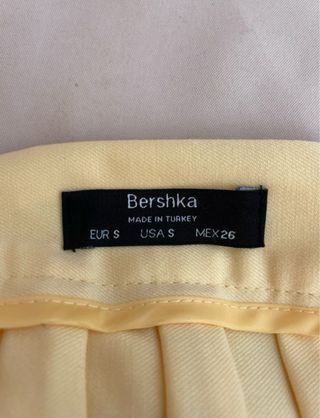 Bershka
MADE IN TURKEY
EUR S USA S MEX 26